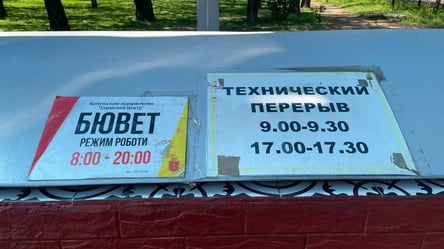 Комунальне підприємство
"Сервісний Центр"
БЮВЕТ
РЕЖИМ РОБОТИ
8:00 - 20:00
ТЕХНИЧЕСКИЙ
ПЕРЕРЫВ
9.00-9.30
17.00-17.30